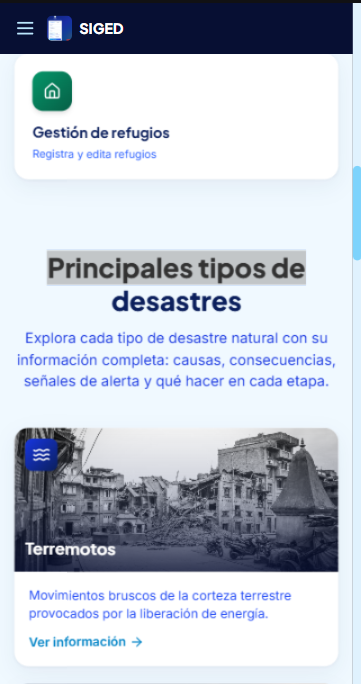 SIGED
Gestión de refugios
Registra y edita refugios
Principales tipos de
desastres
Explora cada tipo de desastre natural con su
información completa: causas, consecuencias,
señales de alerta y qué hacer en cada etapa.
Terremotos
Movimientos bruscos de la corteza terrestre
provocados por la liberación de energía.
Ver información →